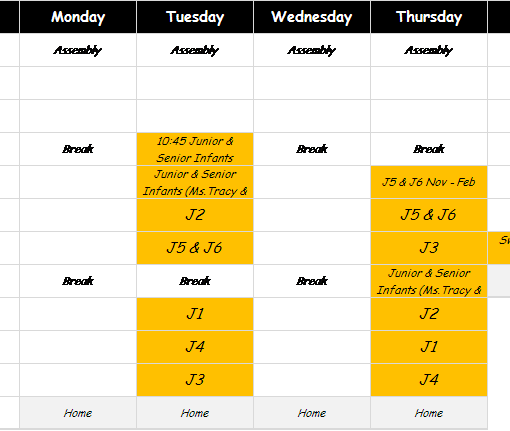 Monday Tuesday Wednesday Thursday
Assembly Assembly Assembly Assembly
Break 10:45 Junior & Break Break
Senior Infants
Junior & Senior
Infants (Ms.Tracy & J5 & J6 Nov - Feb
J2 J5 & J6
J5 & J6 J3
Break Break Break Junior & Senior
Infants (Ms.Tracy &
J1 J2
J4 J1
J3 J4
Home Home Home Home